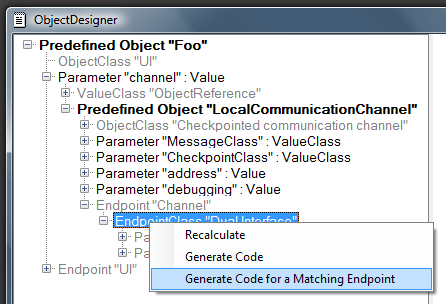 ObjectDesigner
Predefined Object "Foo"
ObjectClass "UI"
Parameter "channel" : Value
ValueClass "ObjectReference"
Predefined Object "LocalCommunicationChannel"
ObjectClass "Checkpointed communication channel"
Parameter "MessageClass" : ValueClass
Parameter "CheckpointClass" : ValueClass
Parameter "address" : Value
Parameter "debugging" : Value
Endpoint "Channel"
EndpointClass "DualInterface"
Recalculate
Pa
Generate Code
Pa
Endpoint "UI"
Generate Code for a Matching Endpoint